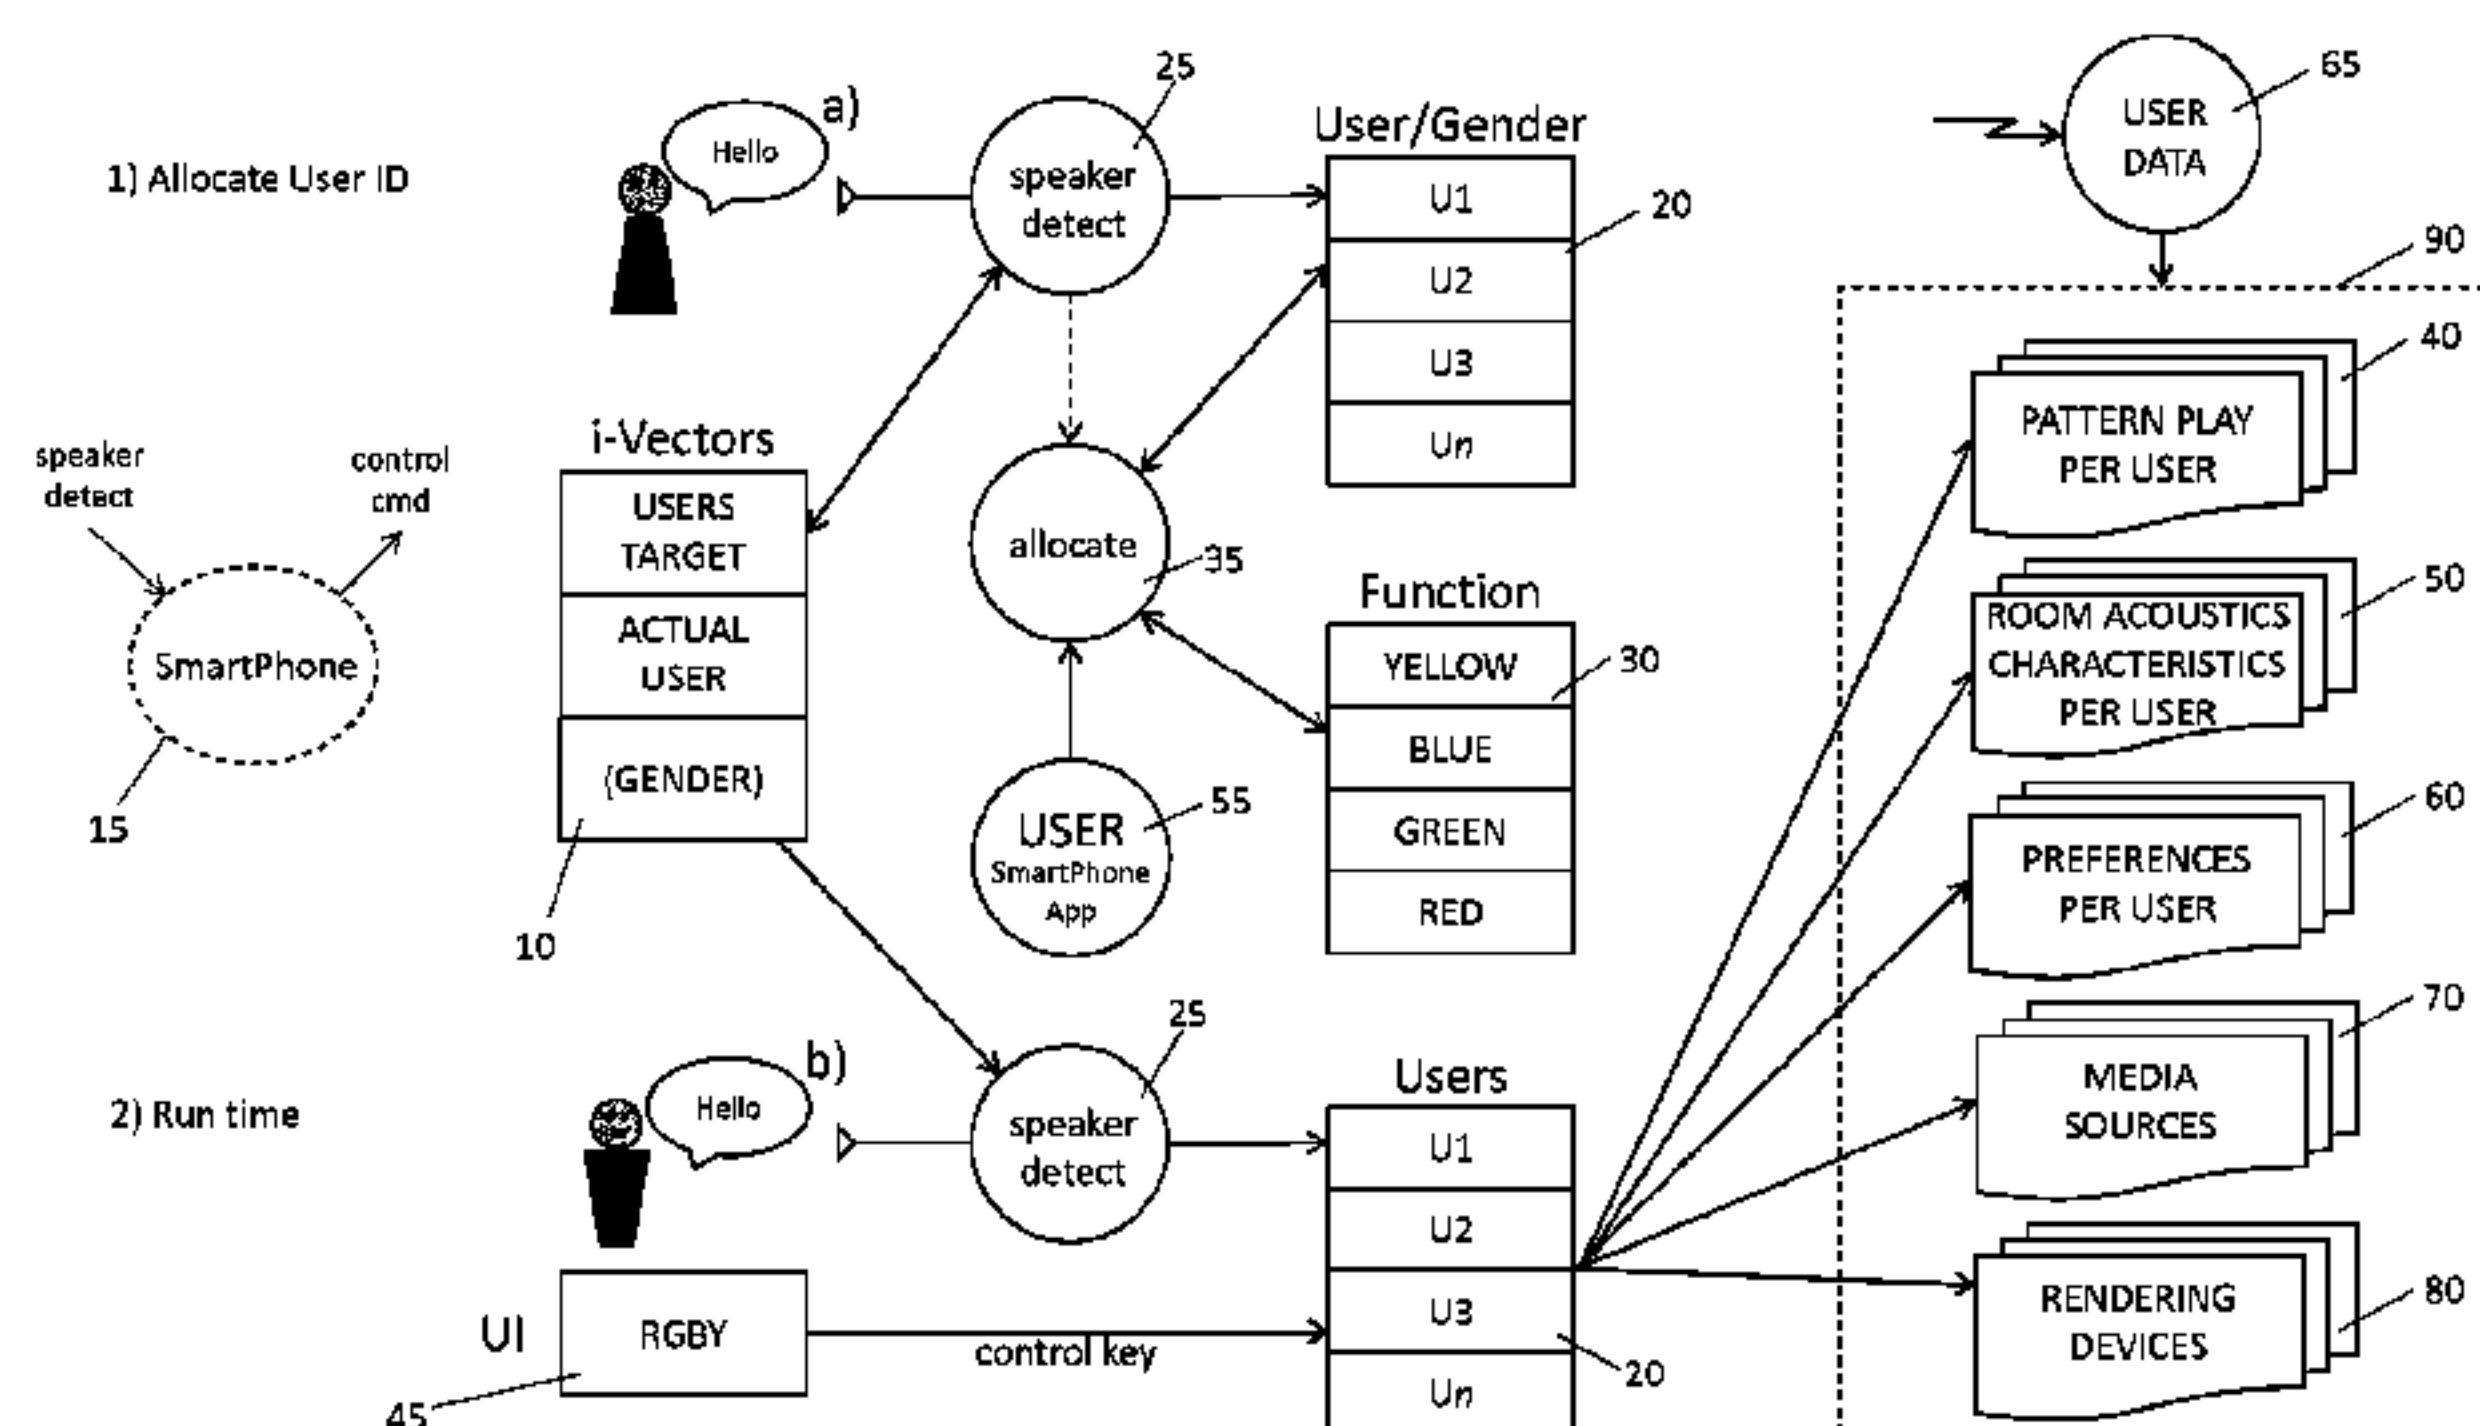 1) Allocate User ID
Hello
a)
25
speaker
detect
User/Gender
U1
U2
U3
Un
20
USER
DATA
65
90
speaker
detect
control
cmd
SmartPhone
15
i-Vectors
USERS
TARGET
ACTUAL
USER
(GENDER)
10
allocate
35
USER
SmartPhone
App
55
Function
YELLOW
BLUE
GREEN
RED
30
PATTERN PLAY
PER USER
40
ROOM ACOUSTICS
CHARACTERISTICS
PER USER
50
PREFERENCES
PER USER
60
MEDIA
SOURCES
70
RENDERING
DEVICES
80
2) Run time
Hello
b)
25
speaker
detect
Users
U1
U2
U3
Un
20
UI
RGBY
45
control key